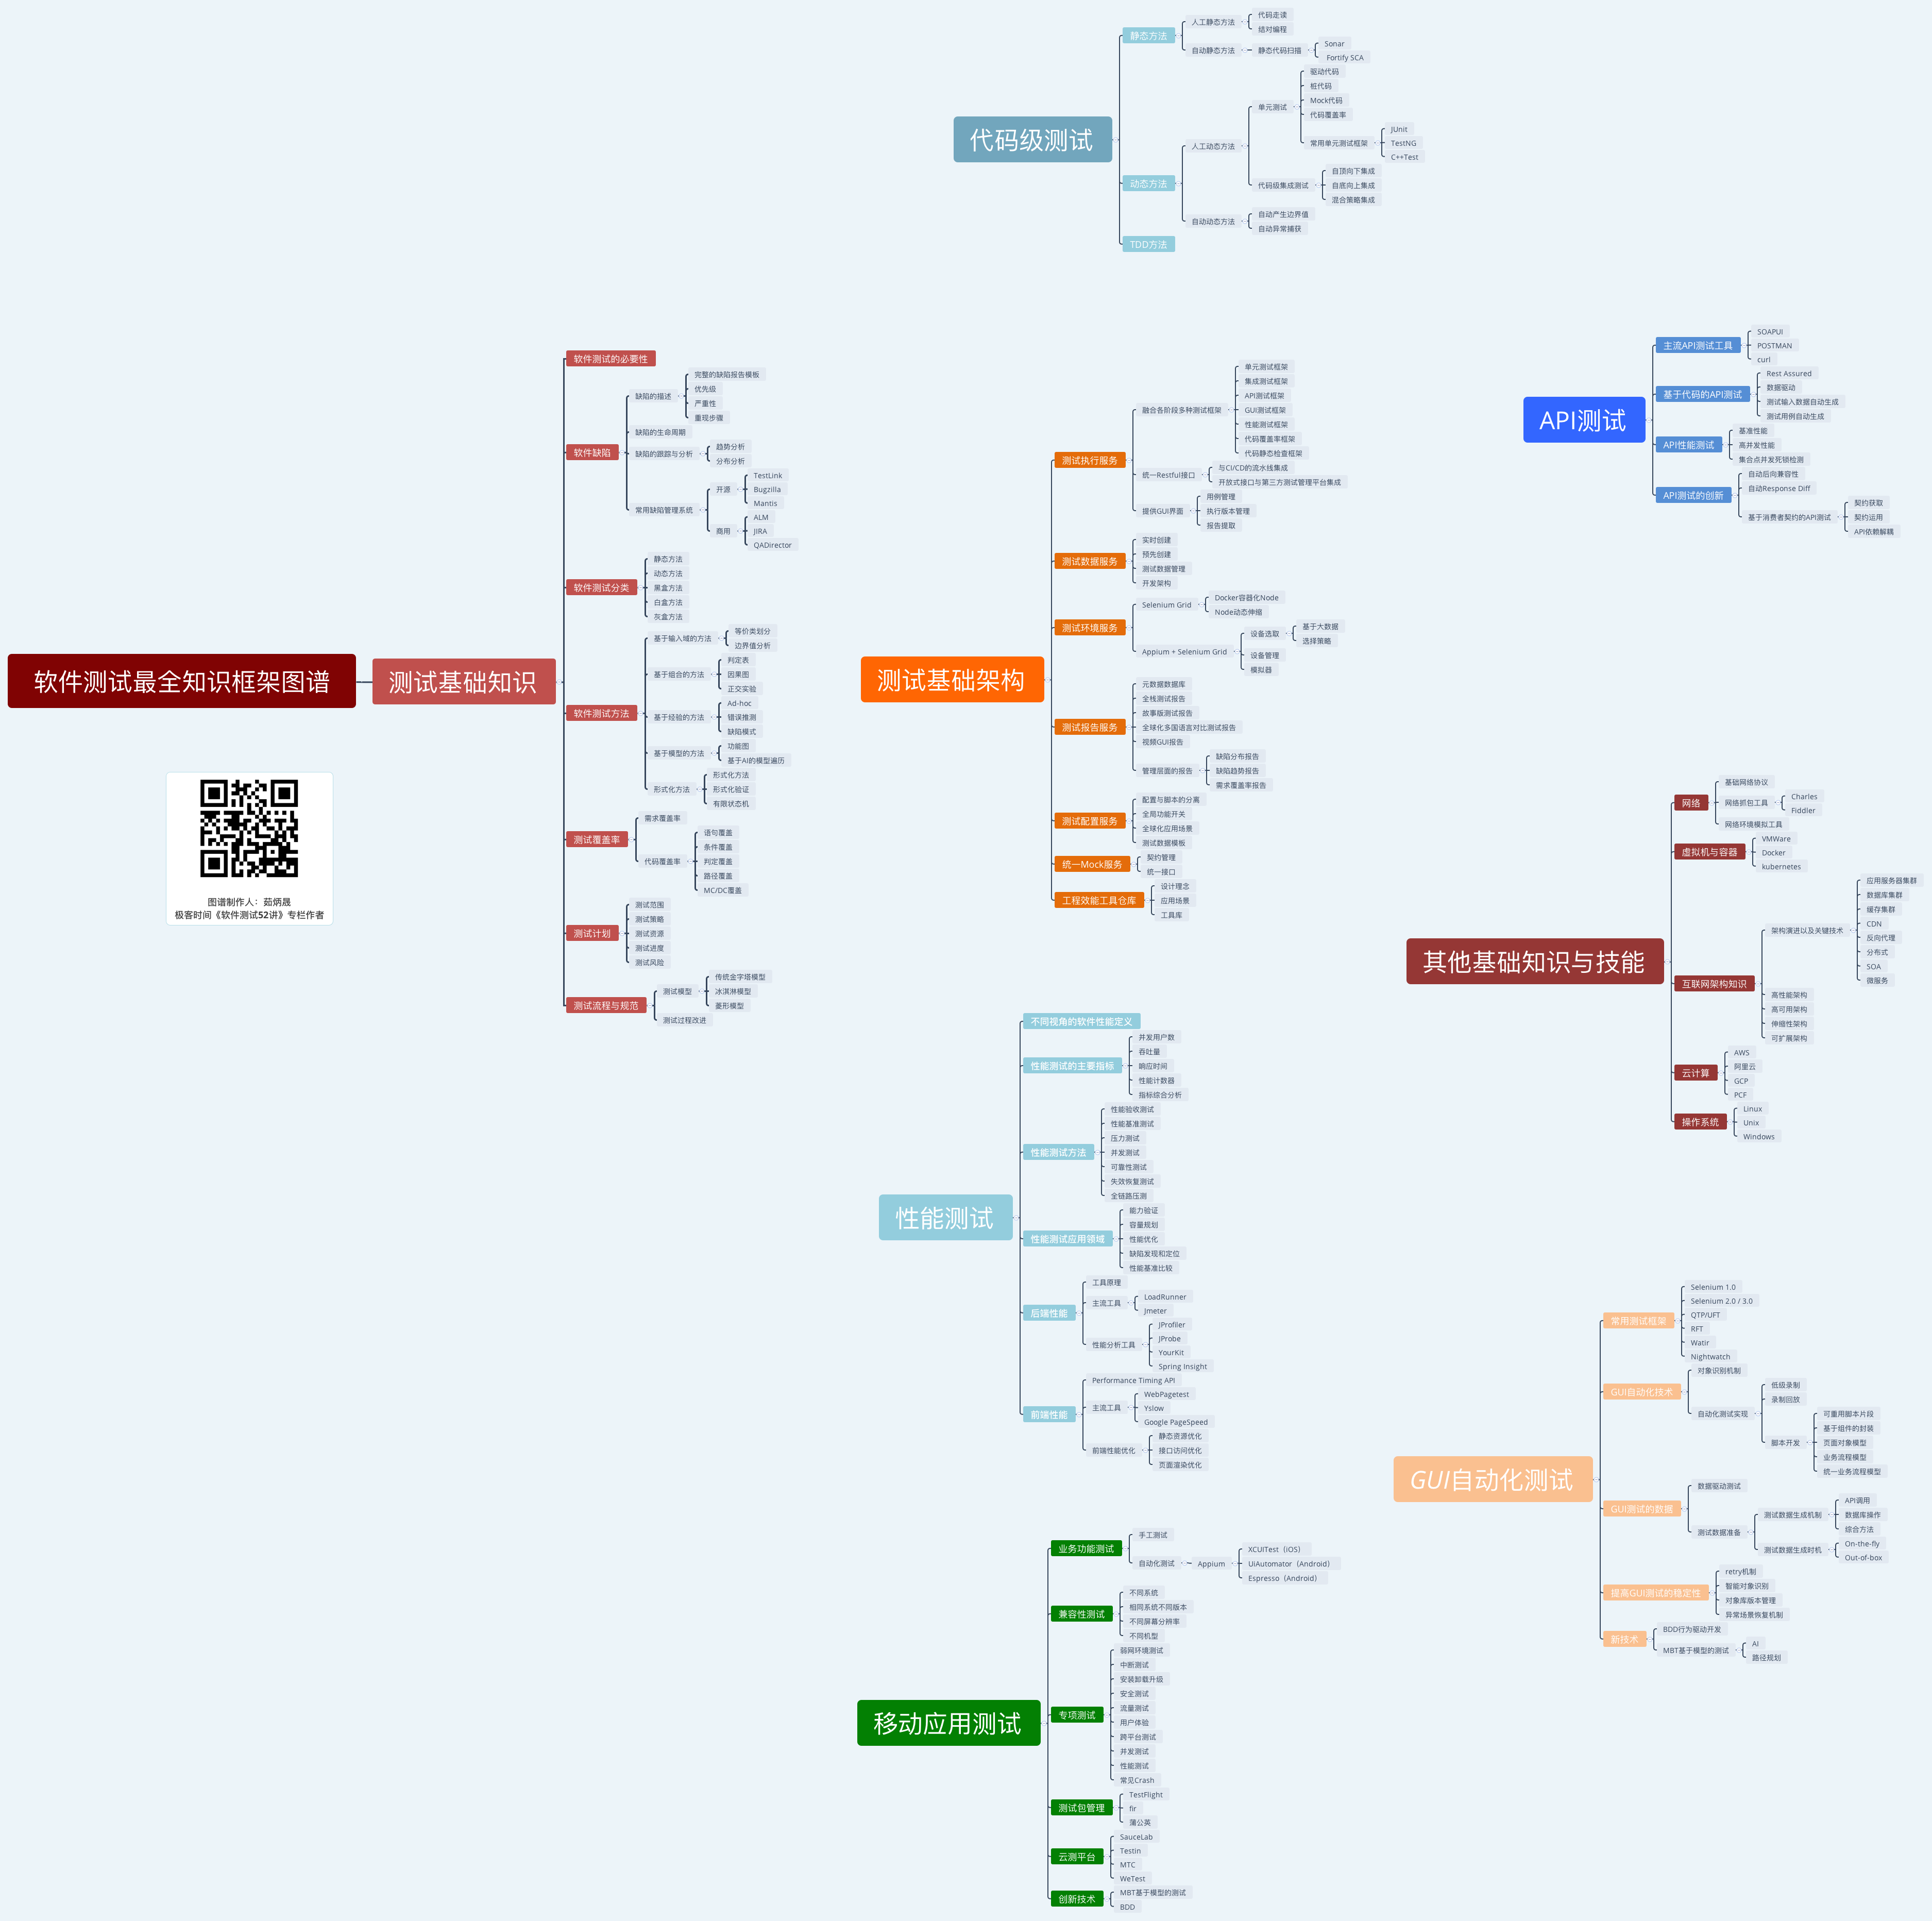 软件测试最全知识框架图谱
图谱制作人：茹炳晟
极客时间《软件测试52讲》专栏作者
测试基础知识
软件测试的必要性
软件缺陷
缺陷的描述
完整的缺陷报告模板
优先级
严重性
重现步骤
缺陷的生命周期
缺陷的跟踪与分析
趋势分析
分布分析
常用缺陷管理系统
开源
TestLink
Bugzilla
Mantis
商用
ALM
JIRA
QADirector
软件测试分类
静态方法
动态方法
黑盒方法
白盒方法
灰盒方法
软件测试方法
基于输入域的方法
等价类划分
边界值分析
基于组合的方法
判定表
因果图
正交实验
基于经验的方法
Ad-hoc
错误推测
缺陷模式
基于模型的方法
功能图
基于AI的模型遍历
形式化方法
形式化方法
形式化验证
有限状态机
测试覆盖率
需求覆盖率
代码覆盖率
语句覆盖
条件覆盖
判定覆盖
路径覆盖
MC/DC覆盖
测试计划
测试范围
测试策略
测试资源
测试进度
测试风险
测试流程与规范
测试模型
传统金字塔模型
冰淇淋模型
菱形模型
测试过程改进
代码级测试
静态方法
人工静态方法
代码走读
结对编程
自动静态方法
静态代码扫描
Sonar
Fortify SCA
动态方法
人工动态方法
单元测试
驱动代码
桩代码
Mock代码
代码覆盖率
常用单元测试框架
JUnit
TestNG
C++Test
代码级集成测试
自顶向下集成
自底向上集成
混合策略集成
自动动态方法
自动产生边界值
自动异常捕获
TDD方法
测试基础架构
测试执行服务
融合各阶段多种测试框架
单元测试框架
集成测试框架
API测试框架
GUI测试框架
性能测试框架
代码覆盖率框架
代码静态检查框架
统一Restful接口
与CI/CD的流水线集成
开放式接口与第三方测试管理平台集成
提供GUI界面
用例管理
执行版本管理
报告提取
测试数据服务
实时创建
预先创建
测试数据管理
开发架构
测试环境服务
Selenium Grid
Docker容器化Node
Node动态伸缩
Appium + Selenium Grid
设备选取
基于大数据
选择策略
设备管理
模拟器
测试报告服务
元数据数据库
全栈测试报告
故事版测试报告
全球化多国语言对比测试报告
视频GUI报告
管理层面的报告
缺陷分布报告
缺陷趋势报告
需求覆盖率报告
测试配置服务
配置与脚本的分离
全局功能开关
全球化应用场景
测试数据模板
统一Mock服务
契约管理
统一接口
工程效能工具仓库
设计理念
应用场景
工具库
API测试
主流API测试工具
SOAPUI
POSTMAN
curl
基于代码的API测试
Rest Assured
数据驱动
测试输入数据自动生成
测试用例自动生成
API性能测试
基准性能
高并发性能
集合点并发死锁检测
API测试的创新
自动后向兼容性
自动Response Diff
基于消费者契约的API测试
契约获取
契约运用
API依赖解耦
其他基础知识与技能
网络
基础网络协议
网络抓包工具
Charles
Fiddler
网络环境模拟工具
虚拟机与容器
VMWare
Docker
kubernetes
互联网架构知识
架构演进以及关键技术
应用服务器集群
数据库集群
缓存集群
CDN
反向代理
分布式
SOA
微服务
高性能架构
高可用架构
伸缩性架构
可扩展架构
云计算
AWS
阿里云
GCP
PCF
操作系统
Linux
Unix
Windows
性能测试
不同视角的软件性能定义
性能测试的主要指标
并发用户数
吞吐量
响应时间
性能计数器
指标综合分析
性能测试方法
性能验收测试
性能基准测试
压力测试
并发测试
可靠性测试
失效恢复测试
全链路压测
性能测试应用领域
能力验证
容量规划
性能优化
缺陷发现和定位
性能基准比较
后端性能
工具原理
主流工具
LoadRunner
Jmeter
性能分析工具
JProfiler
JProbe
YourKit
Spring Insight
前端性能
Performance Timing API
主流工具
WebPagetest
Yslow
Google PageSpeed
前端性能优化
静态资源优化
接口访问优化
页面渲染优化
GUI自动化测试
常用测试框架
Selenium 1.0
Selenium 2.0 / 3.0
QTP/UFT
RFT
Watir
Nightwatch
GUI自动化技术
对象识别机制
自动化测试实现
低级录制
录制回放
脚本开发
可重用脚本片段
基于组件的封装
页面对象模型
业务流程模型
统一业务流程模型
GUI测试的数据
数据驱动测试
测试数据准备
测试数据生成机制
API调用
数据库操作
综合方法
测试数据生成时机
On-the-fly
Out-of-box
提高GUI测试的稳定性
retry机制
智能对象识别
对象库版本管理
异常场景恢复机制
新技术
BDD行为驱动开发
MBT基于模型的测试
AI
路径规划
移动应用测试
业务功能测试
手工测试
自动化测试
Appium
XCUITest（iOS）
UiAutomator（Android）
Espresso（Android）
兼容性测试
不同系统
相同系统不同版本
不同屏幕分辨率
不同机型
专项测试
弱网环境测试
中断测试
安装卸载升级
安全测试
流量测试
用户体验
跨平台测试
并发测试
性能测试
常见Crash
测试包管理
TestFlight
fir
蒲公英
云测平台
SauceLab
Testin
MTC
WeTest
创新技术
MBT基于模型的测试
BDD